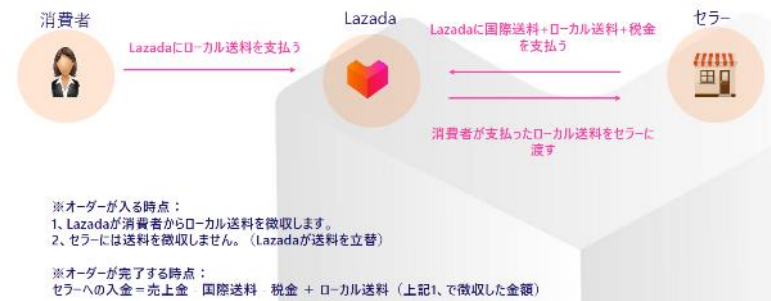 消費者
Lazada
セラー
Lazadaにローカル送料を支払う
Lazadaに国際送料+ローカル送料+税金
を支払う
消費者が支払ったローカル送料をセラーに
渡す
※オーダーが入る時点：
1、Lazadaが消費者からローカル送料を徴収します。
2、セラーには送料を徴収しません。（Lazadaが送料を立替）
※オーダーが完了する時点：
セラーへの入金＝売上金 - 国際送料 - 税金 + ローカル送料（上記1、で徴収した金額）